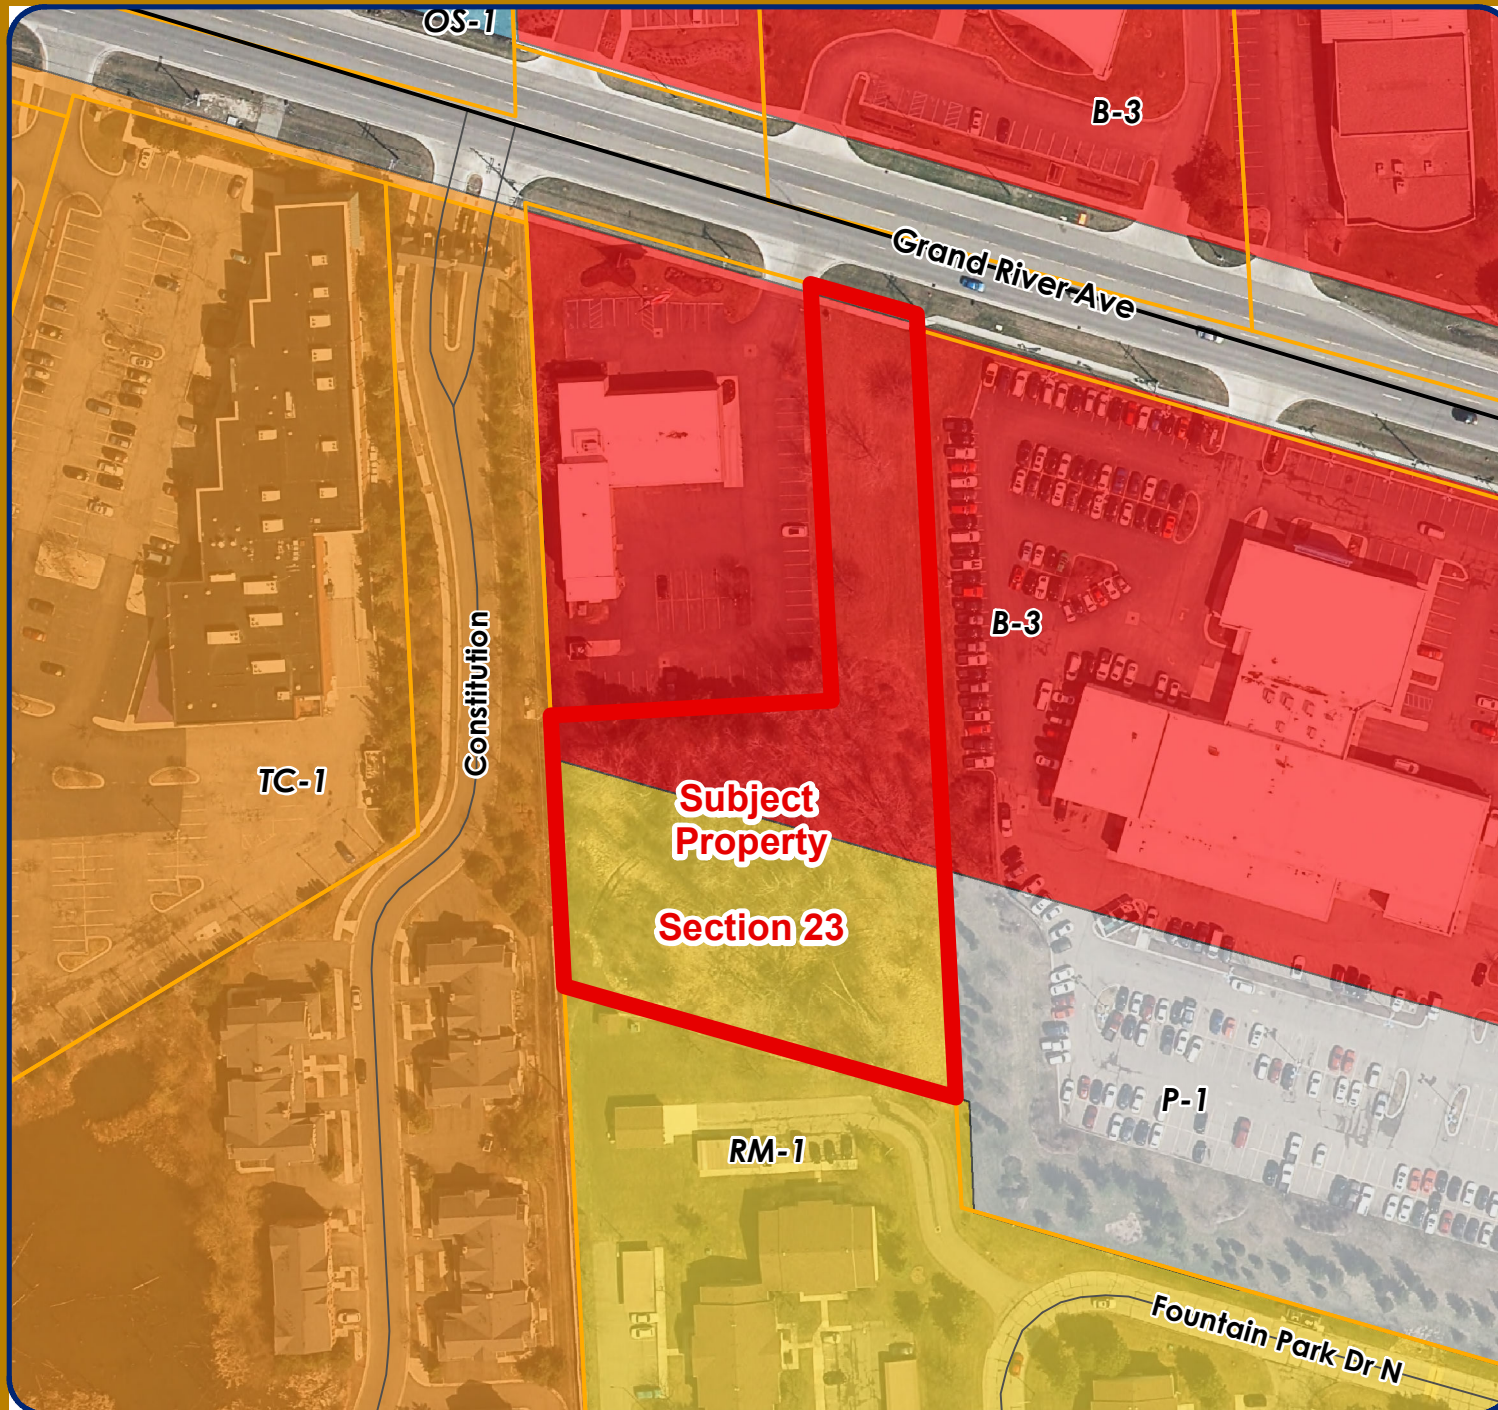 OS-1
B-3
Grand River Ave
B-3
Constitution
TC-1
Subject
Property
Section 23
P-1
RM-1
Fountain Park Dr N